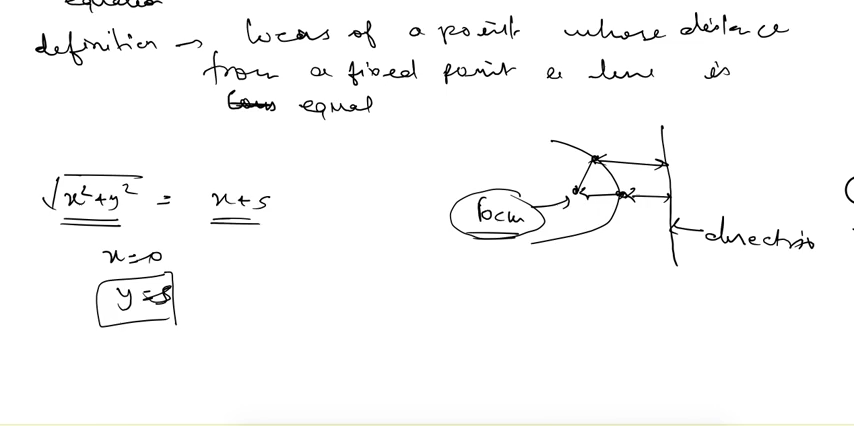 equation
definition → locus of a point whose distance
from a fixed point & line is
equal
√x²+y² = x+5
x=0
y=5
focus
directrix